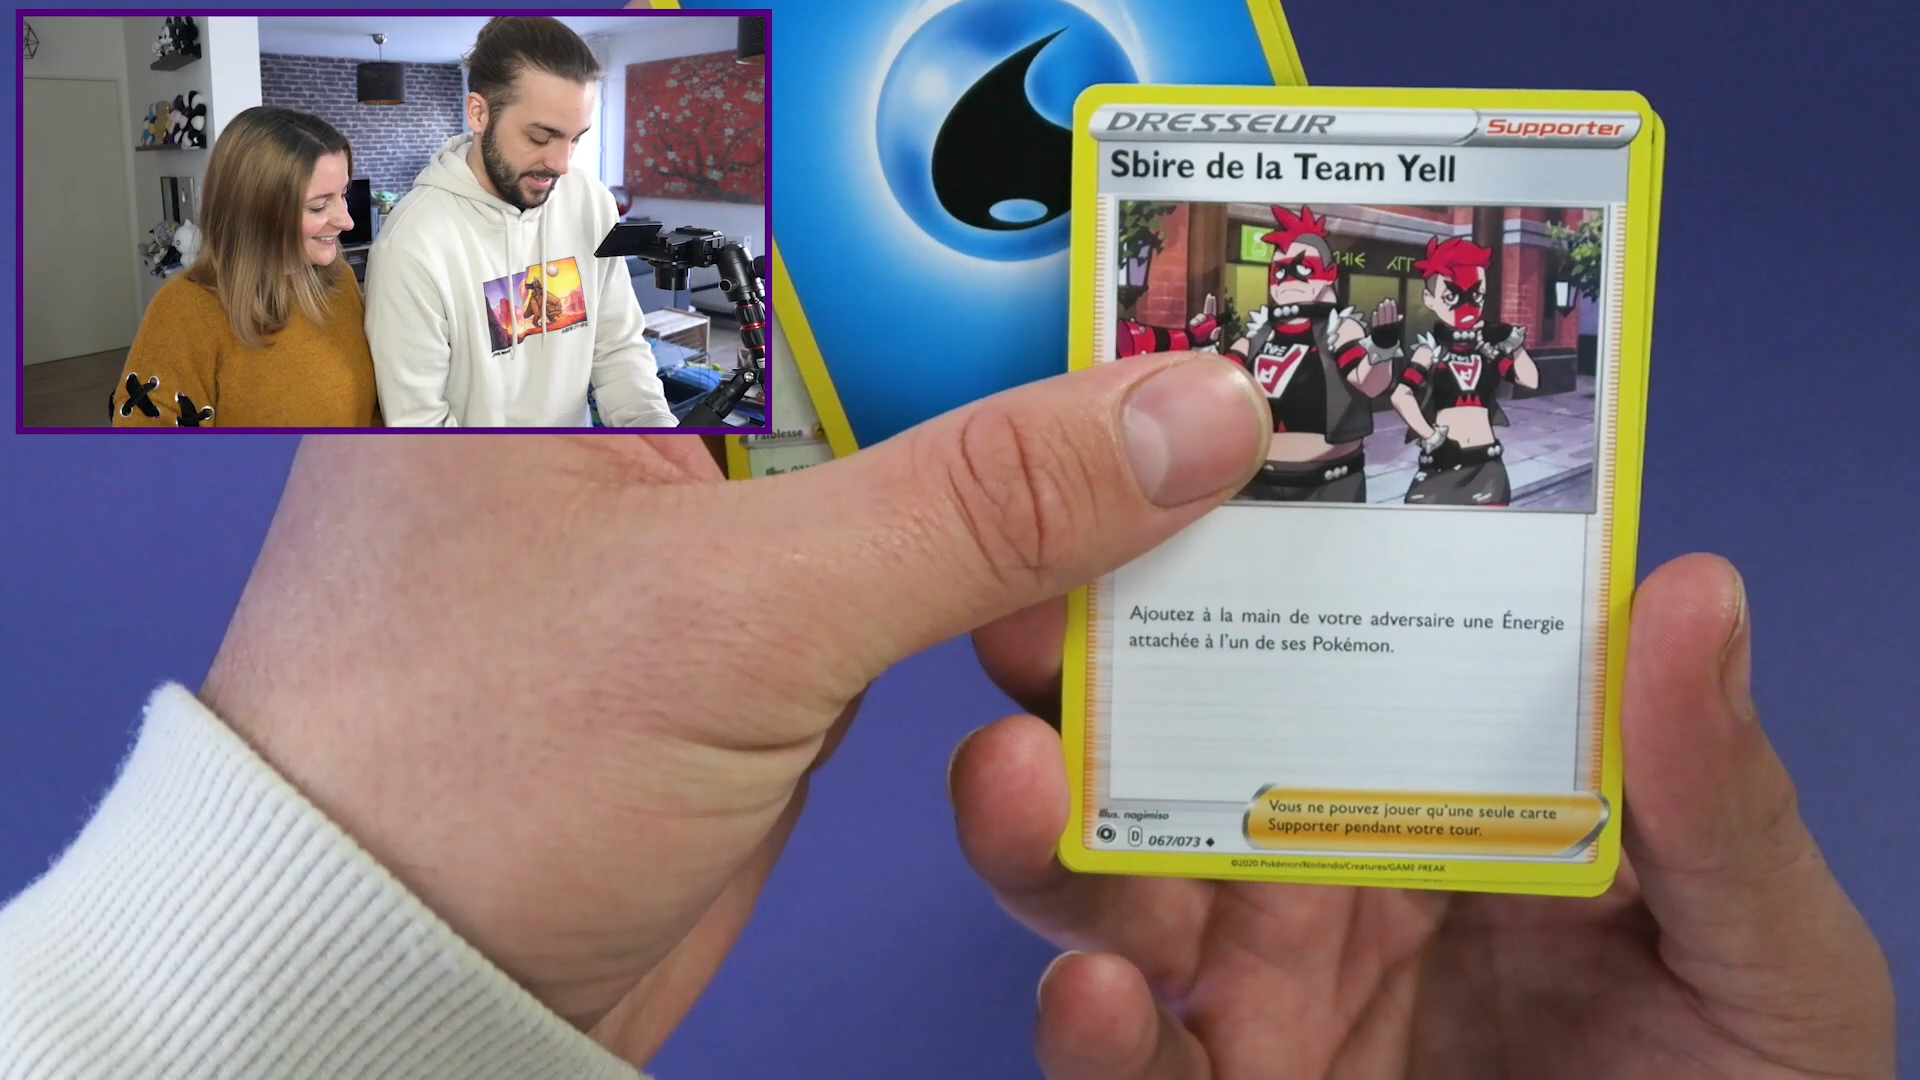 DRESSEUR Supporter
Sbire de la Team Yell
Faiblesse
Ajoutez à la main de votre adversaire une Énergie
attachée à l'un de ses Pokémon.
Vous ne pouvez jouer qu'une seule carte
Supporter pendant votre tour.
Illus. nagimiso
D 067/073
©2020 Pokémon/Nintendo/Creatures/GAME FREAK